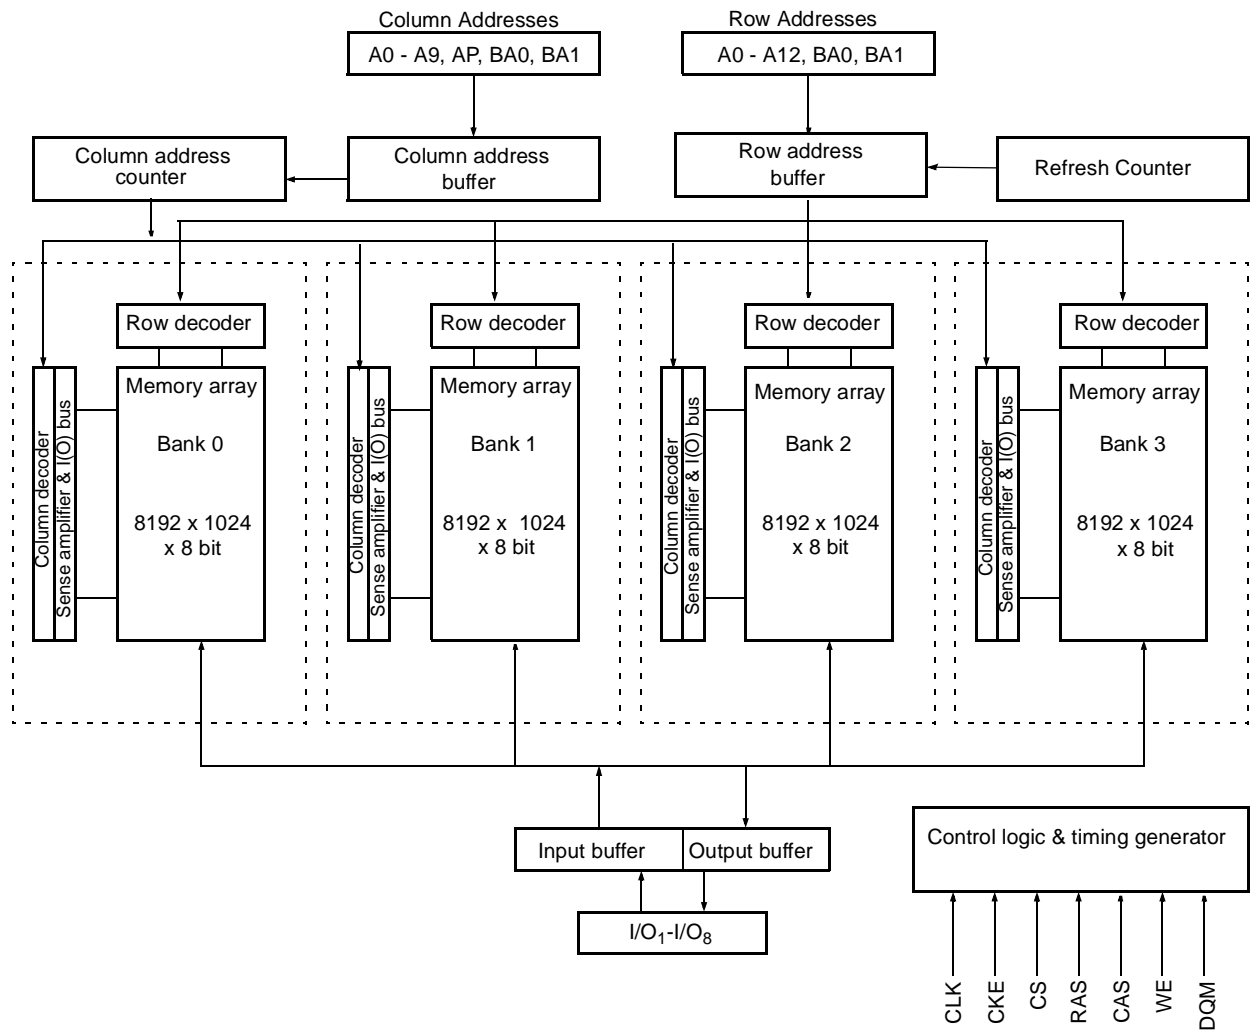 Column Addresses
Row Addresses
A0 - A9, AP, BA0, BA1
A0 - A12, BA0, BA1
Column address
counter
Column address
buffer
Row address
buffer
Refresh Counter
Row decoder
Row decoder
Row decoder
Row decoder
Column decoder
Sense amplifier & I(O) bus
Memory array
Bank 0
8192 x 1024
x 8 bit
Column decoder
Sense amplifier & I(O) bus
Memory array
Bank 1
8192 x 1024
x 8 bit
Column decoder
Sense amplifier & I(O) bus
Memory array
Bank 2
8192 x 1024
x 8 bit
Column decoder
Sense amplifier & I(O) bus
Memory array
Bank 3
8192 x 1024
x 8 bit
Input buffer
Output buffer
I/O1-I/O8
Control logic & timing generator
CLK
CKE
CS
RAS
CAS
WE
DQM